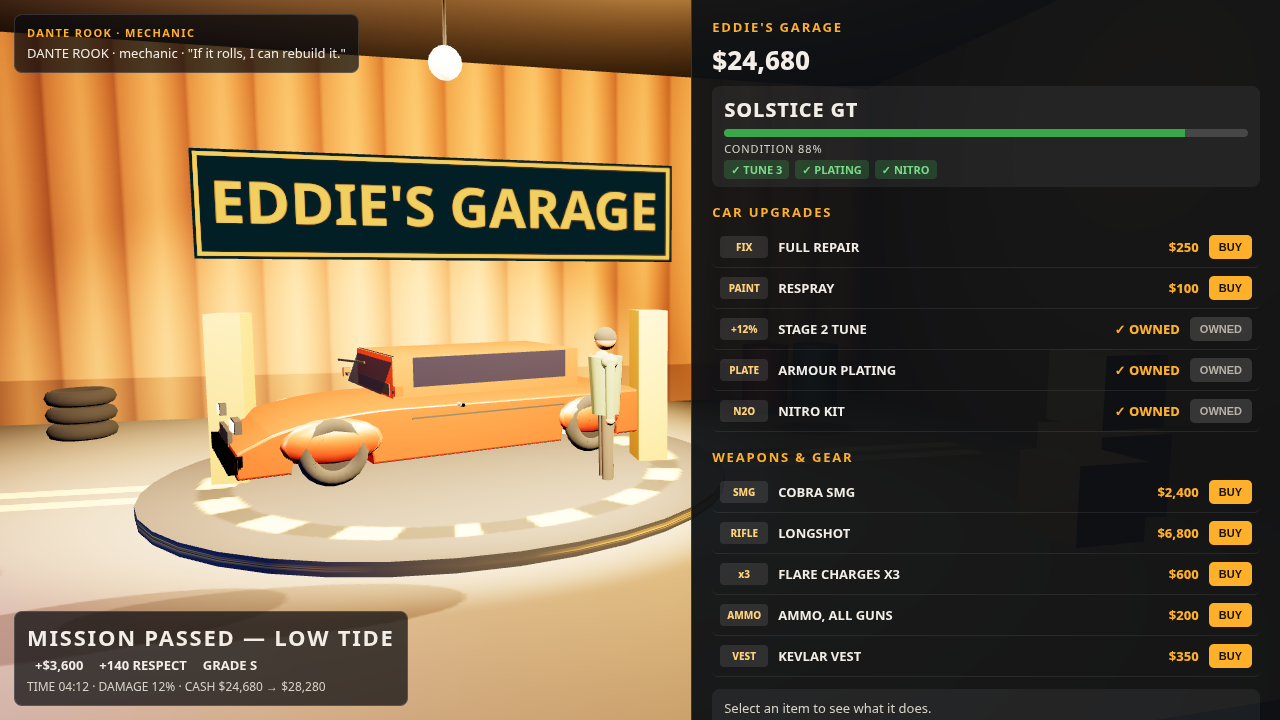 DANTE ROOK · MECHANIC
DANTE ROOK · mechanic · "If it rolls, I can rebuild it."
EDDIE'S GARAGE
MISSION PASSED — LOW TIDE
+$3,600 +140 RESPECT GRADE S
TIME 04:12 · DAMAGE 12% · CASH $24,680 → $28,280
EDDIE'S GARAGE
$24,680
SOLSTICE GT
CONDITION 88%
✓ TUNE 3 ✓ PLATING ✓ NITRO
CAR UPGRADES
FIX FULL REPAIR $250 BUY
PAINT RESPRAY $100 BUY
+12% STAGE 2 TUNE ✓ OWNED OWNED
PLATE ARMOUR PLATING ✓ OWNED OWNED
N2O NITRO KIT ✓ OWNED OWNED
WEAPONS & GEAR
SMG COBRA SMG $2,400 BUY
RIFLE LONGSHOT $6,800 BUY
x3 FLARE CHARGES X3 $600 BUY
AMMO AMMO, ALL GUNS $200 BUY
VEST KEVLAR VEST $350 BUY
Select an item to see what it does.